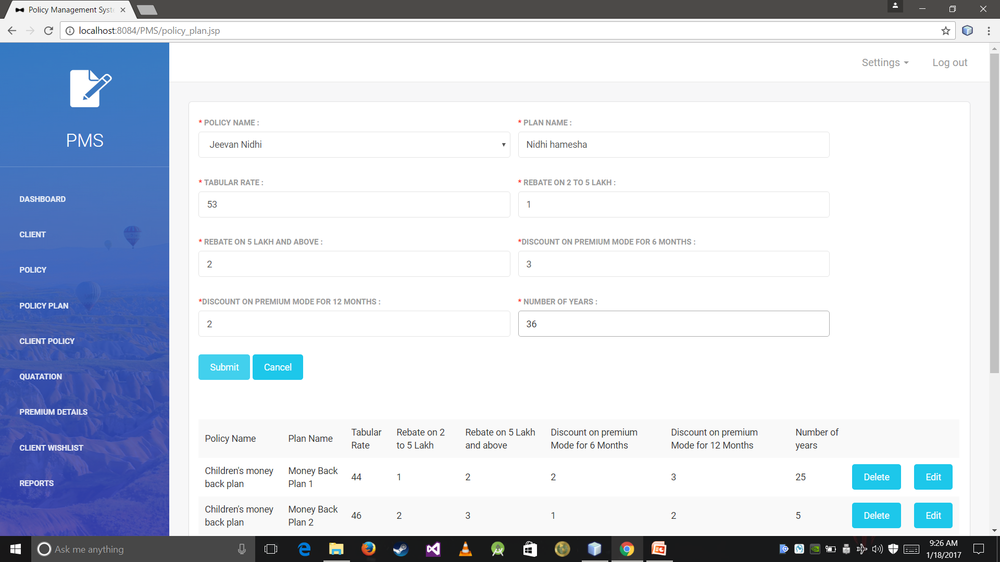 Policy Management Syste
localhost:8084/PMS/policy_plan.jsp
Settings
Log out
PMS
DASHBOARD
CLIENT
POLICY
POLICY PLAN
CLIENT POLICY
QUATATION
PREMIUM DETAILS
CLIENT WISHLIST
REPORTS
* POLICY NAME :
* PLAN NAME :
Jeevan Nidhi
Nidhi hamesha
* TABULAR RATE :
* REBATE ON 2 TO 5 LAKH :
53
1
* REBATE ON 5 LAKH AND ABOVE :
*DISCOUNT ON PREMIUM MODE FOR 6 MONTHS :
2
3
*DISCOUNT ON PREMIUM MODE FOR 12 MONTHS :
* NUMBER OF YEARS :
2
36
Submit
Cancel
Policy Name
Plan Name
Tabular
Rate
Rebate on 2
to 5 Lakh
Rebate on 5 Lakh
and above
Discount on premium
Mode for 6 Months
Discount on premium
Mode for 12 Months
Number of
years
Children's money
back plan
Money Back
Plan 1
44
1
2
2
3
25
Delete
Edit
Children's money
back plan
Money Back
Plan 2
46
2
3
1
2
5
Delete
Edit
Ask me anything
9:26 AM
1/18/2017